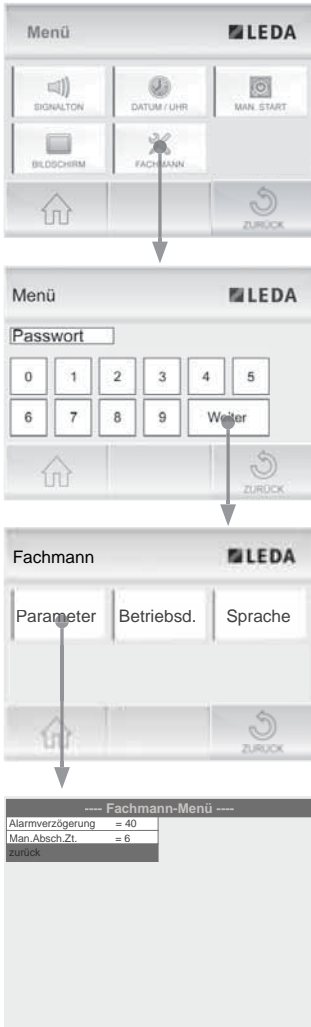 Menü LEDA
SIGNALTON DATUM / UHR MAN. START
BILDSCHIRM FACHMANN
ZURÜCK
Menü LEDA
Passwort
0 1 2 3 4 5
6 7 8 9 Weiter
ZURÜCK
Fachmann LEDA
Parameter Betriebsd. Sprache
ZURÜCK
---- Fachmann-Menü ----
Alarmverzögerung = 40
Man.Absch.Zt. = 6
zurück